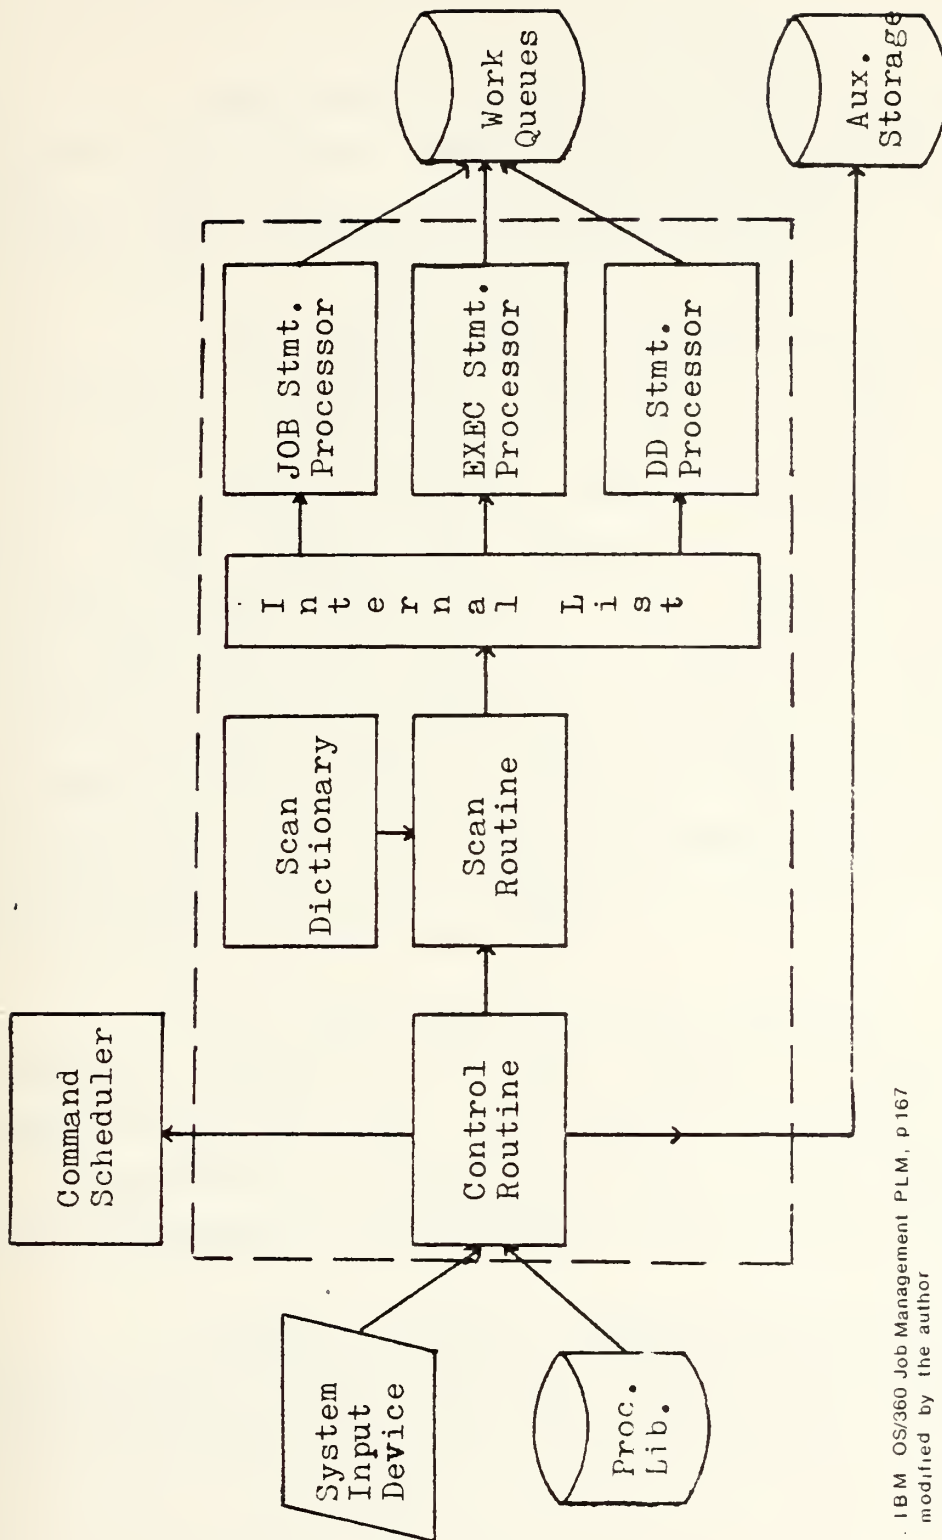 Command
Scheduler
System
Input
Device
Proc.
Lib.
Control
Routine
Scan
Dictionary
Scan
Routine
Internal List
JOB Stmt.
Processor
EXEC Stmt.
Processor
DD Stmt.
Processor
Work
Queues
Aux.
Storage
. IBM OS/360 Job Management PLM, p167
modified by the author